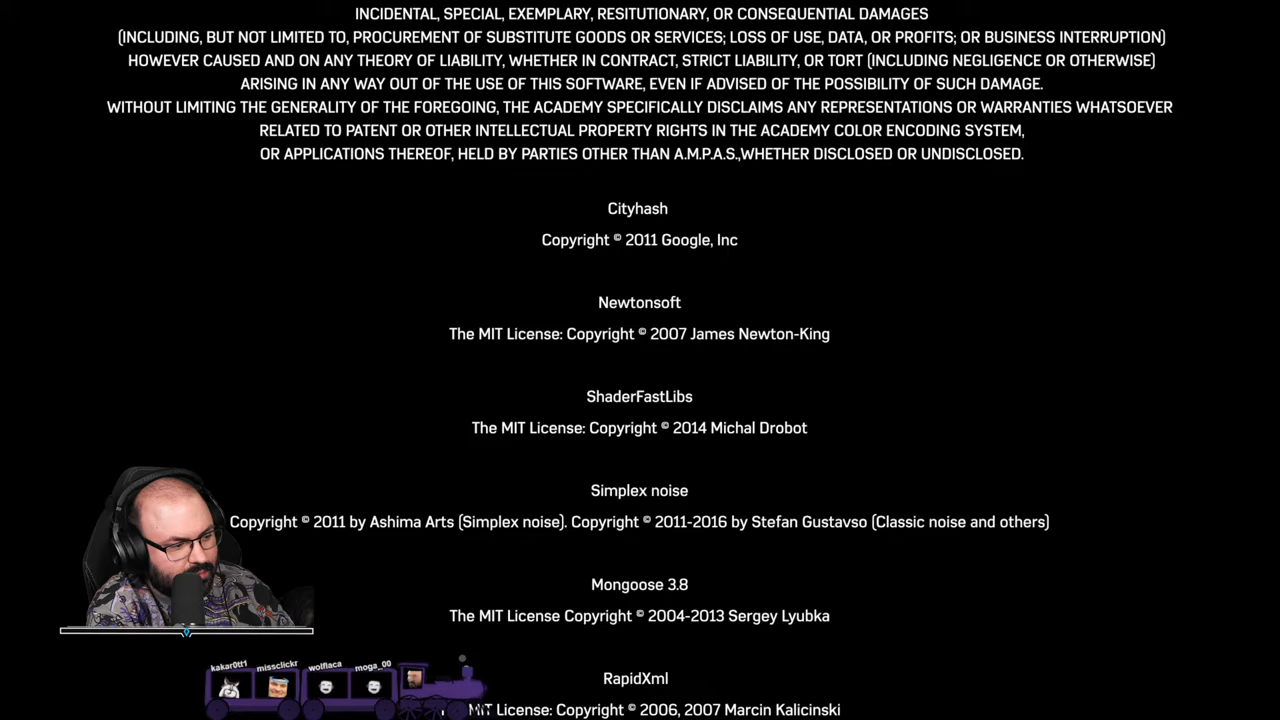 INCIDENTAL, SPECIAL, EXEMPLARY, RESITUTIONARY, OR CONSEQUENTIAL DAMAGES
(INCLUDING, BUT NOT LIMITED TO, PROCUREMENT OF SUBSTITUTE GOODS OR SERVICES; LOSS OF USE, DATA, OR PROFITS; OR BUSINESS INTERRUPTION)
HOWEVER CAUSED AND ON ANY THEORY OF LIABILITY, WHETHER IN CONTRACT, STRICT LIABILITY, OR TORT (INCLUDING NEGLIGENCE OR OTHERWISE)
ARISING IN ANY WAY OUT OF THE USE OF THIS SOFTWARE, EVEN IF ADVISED OF THE POSSIBILITY OF SUCH DAMAGE.
WITHOUT LIMITING THE GENERALITY OF THE FOREGOING, THE ACADEMY SPECIFICALLY DISCLAIMS ANY REPRESENTATIONS OR WARRANTIES WHATSOEVER
RELATED TO PATENT OR OTHER INTELLECTUAL PROPERTY RIGHTS IN THE ACADEMY COLOR ENCODING SYSTEM,
OR APPLICATIONS THEREOF, HELD BY PARTIES OTHER THAN A.M.P.A.S.,WHETHER DISCLOSED OR UNDISCLOSED.
Cityhash
Copyright © 2011 Google, Inc
Newtonsoft
The MIT License: Copyright © 2007 James Newton-King
ShaderFastLibs
The MIT License: Copyright © 2014 Michal Drobot
Simplex noise
Copyright © 2011 by Ashima Arts (Simplex noise). Copyright © 2011-2016 by Stefan Gustavso (Classic noise and others)
Mongoose 3.8
The MIT License Copyright © 2004-2013 Sergey Lyubka
RapidXml
MIT License: Copyright © 2006, 2007 Marcin Kalicinski
kakar0tt1 missclickr wolfiaca moga_00